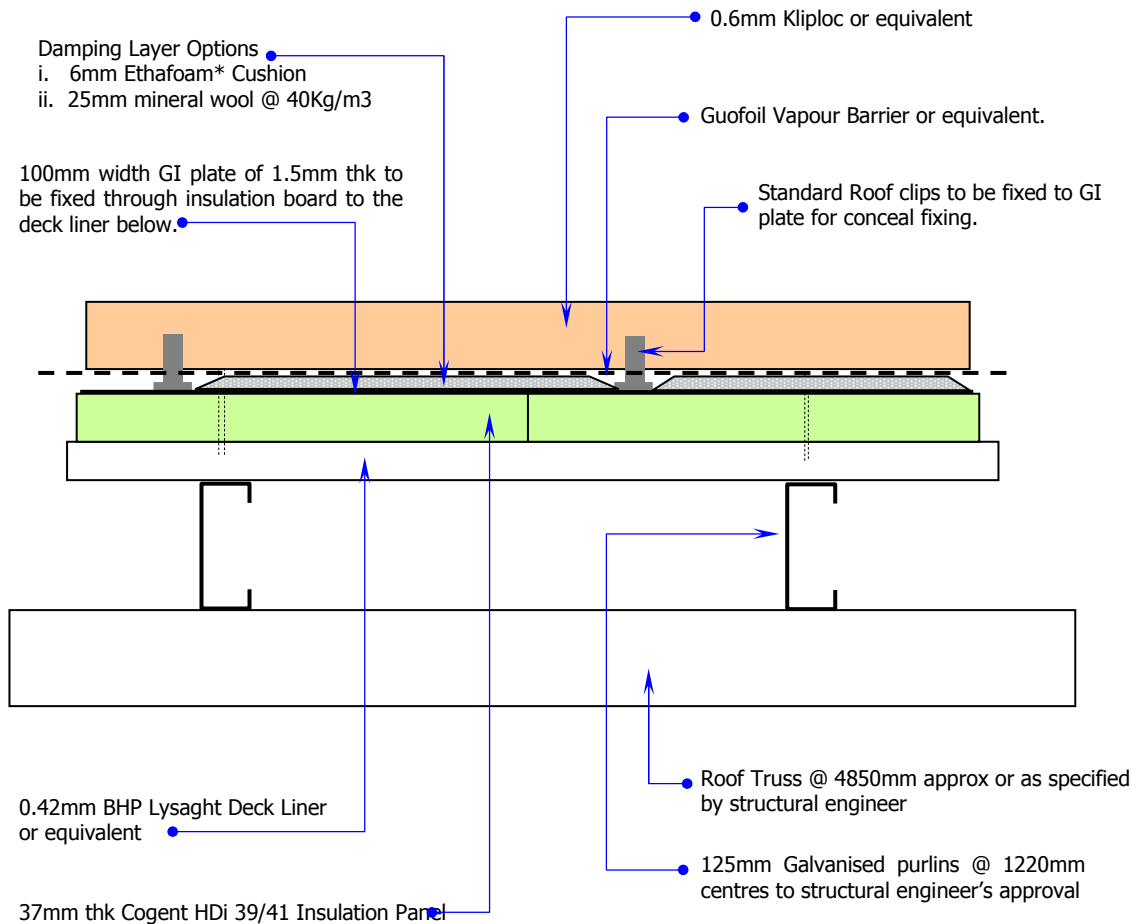 0.6mm Kliploc or equivalent
Damping Layer Options
i. 6mm Ethafoam* Cushion
ii. 25mm mineral wool @ 40Kg/m3
Guofoil Vapour Barrier or equivalent.
100mm width GI plate of 1.5mm thk to
be fixed through insulation board to the
deck liner below.
Standard Roof clips to be fixed to GI
plate for conceal fixing.
Roof Truss @ 4850mm approx or as specified
by structural engineer
0.42mm BHP Lysaght Deck Liner
or equivalent
125mm Galvanised purlins @ 1220mm
centres to structural engineer's approval
37mm thk Cogent HDi 39/41 Insulation Panel